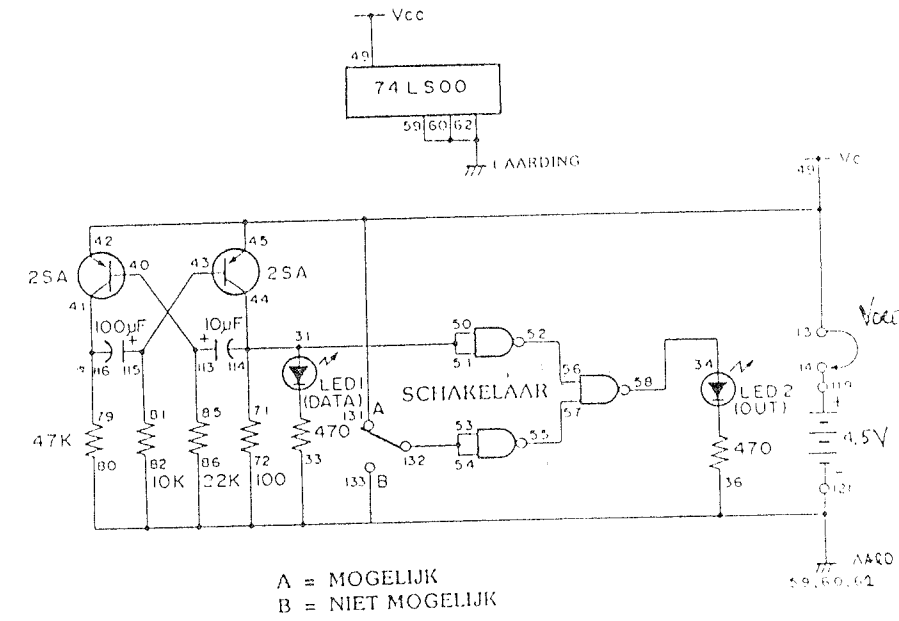 Vcc
49
74LS00
59 60 62
AARDING
49 Vc
42 45
40 43
2SA 2SA
41 44
100µF 10µF
+ +
116 115 113 114
31
LED1
(DATA)
50
51
52
SCHAKELAAR
56
57
58
34
LED2
(OUT)
13
14
119
+
4,5V
-
121
79 81 85 71
47K
80 82 86 72
10K 22K 100
470
33
A
131
132
133 B
53
54
55
470
36
AARD
59,60,62
A = MOGELIJK
B = NIET MOGELIJK